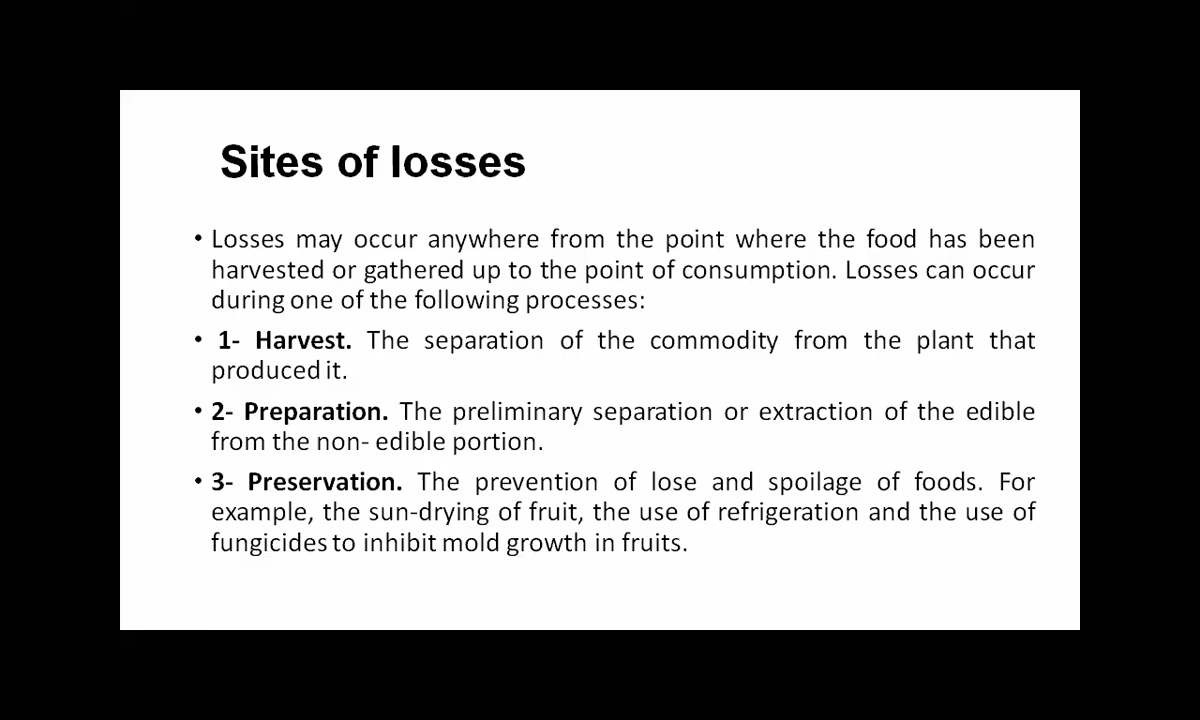 Sites of losses
• Losses may occur anywhere from the point where the food has been
harvested or gathered up to the point of consumption. Losses can occur
during one of the following processes:
• 1- Harvest. The separation of the commodity from the plant that
produced it.
• 2- Preparation. The preliminary separation or extraction of the edible
from the non- edible portion.
• 3- Preservation. The prevention of lose and spoilage of foods. For
example, the sun-drying of fruit, the use of refrigeration and the use of
fungicides to inhibit mold growth in fruits.